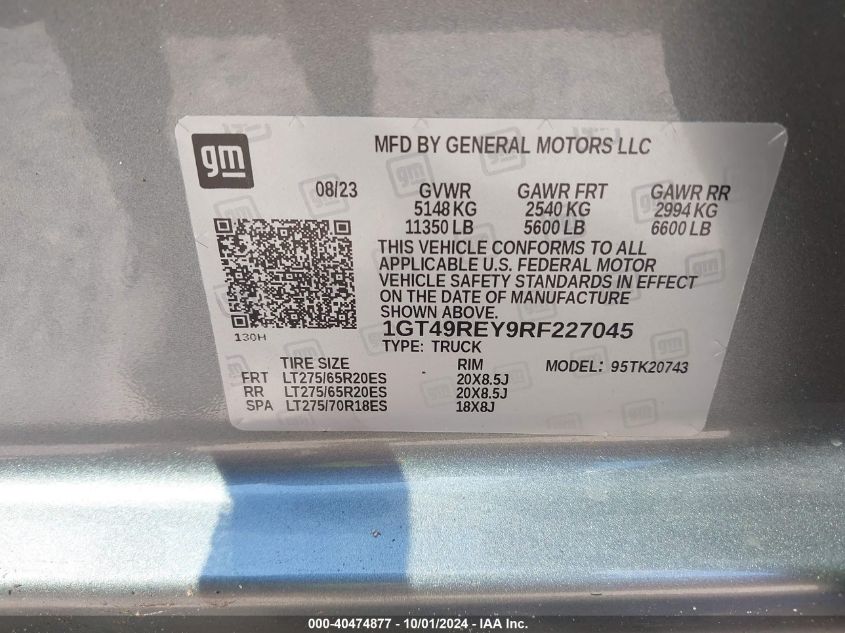 gm
MFD BY GENERAL MOTORS LLC
08/23 GVWR GAWR FRT GAWR RR
5148 KG 2540 KG 2994 KG
11350 LB 5600 LB 6600 LB
THIS VEHICLE CONFORMS TO ALL
APPLICABLE U.S. FEDERAL MOTOR
VEHICLE SAFETY STANDARDS IN EFFECT
ON THE DATE OF MANUFACTURE
SHOWN ABOVE.
1GT49REY9RF227045
130H
TYPE: TRUCK
TIRE SIZE RIM MODEL: 95TK20743
FRT LT275/65R20ES 20X8.5J
RR LT275/65R20ES 20X8.5J
SPA LT275/70R18ES 18X8J
000-40474877 - 10/01/2024 - IAA Inc.